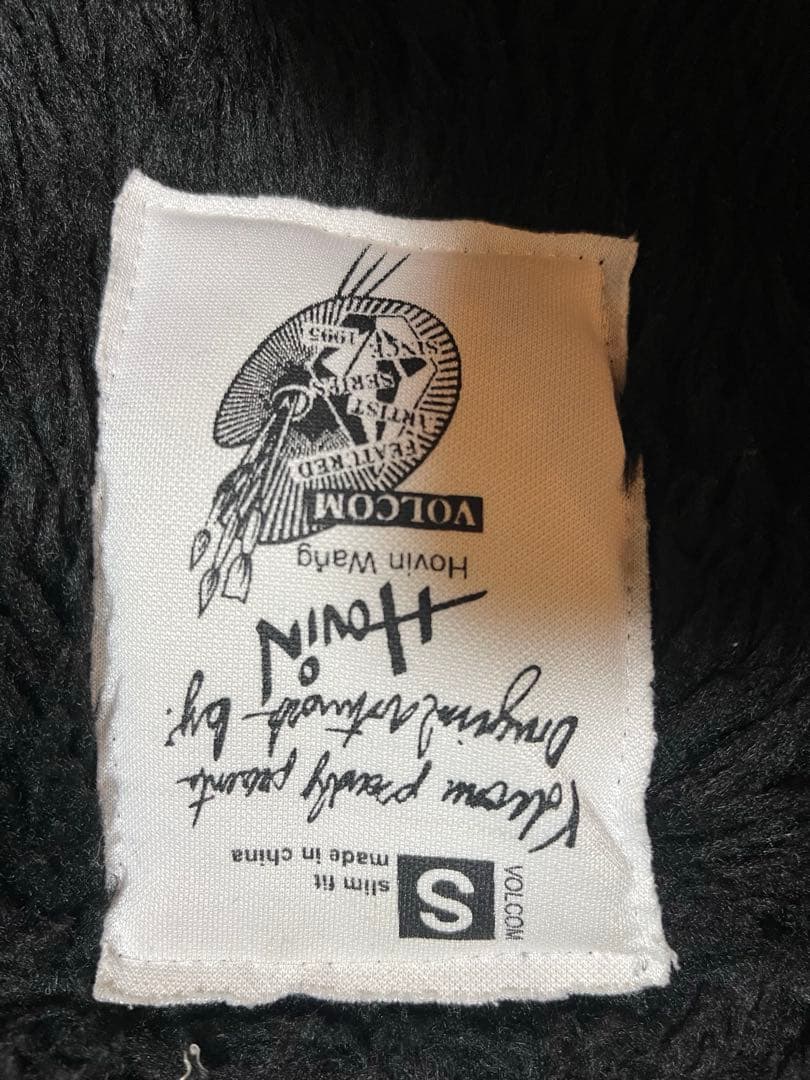 VOLCOM
S
slim fit
made in china
Volcom proudly presents
Original Artwork by:
HOVIN
Hovin Wang
VOLCOM
FEATURED
ARTIST
SERIES
SINCE
1995